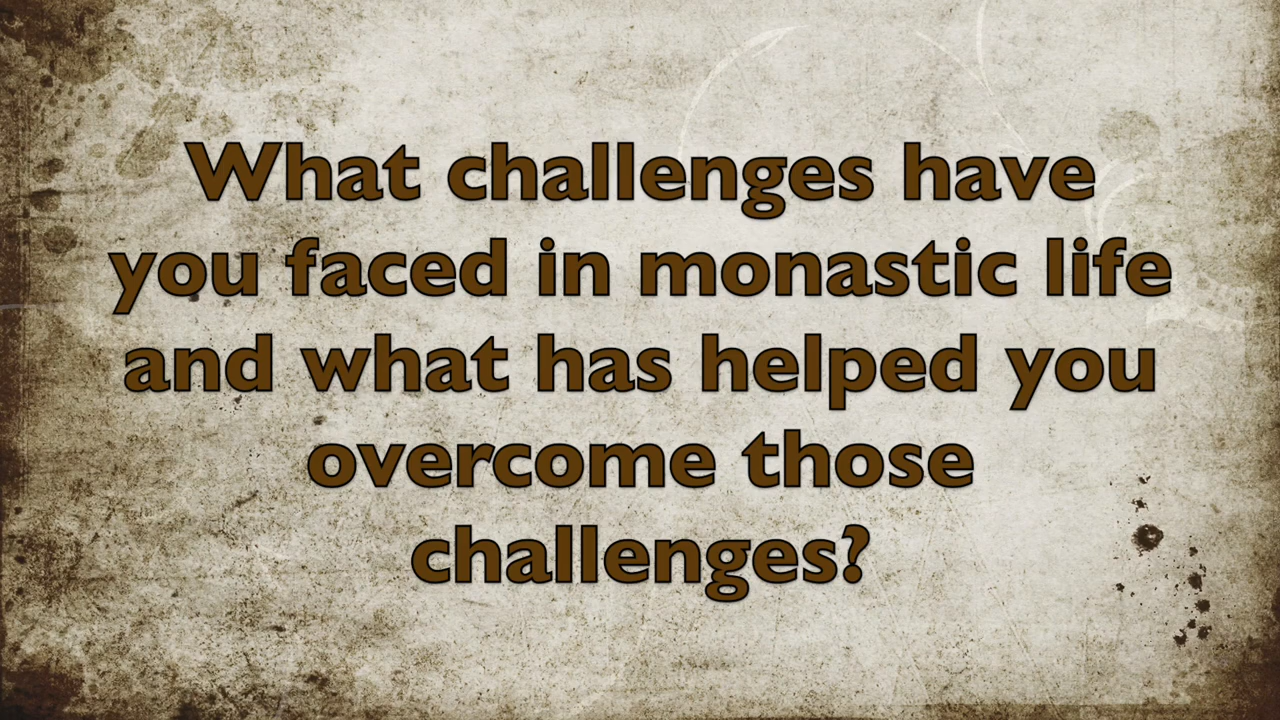 What challenges have
you faced in monastic life
and what has helped you
overcome those
challenges?